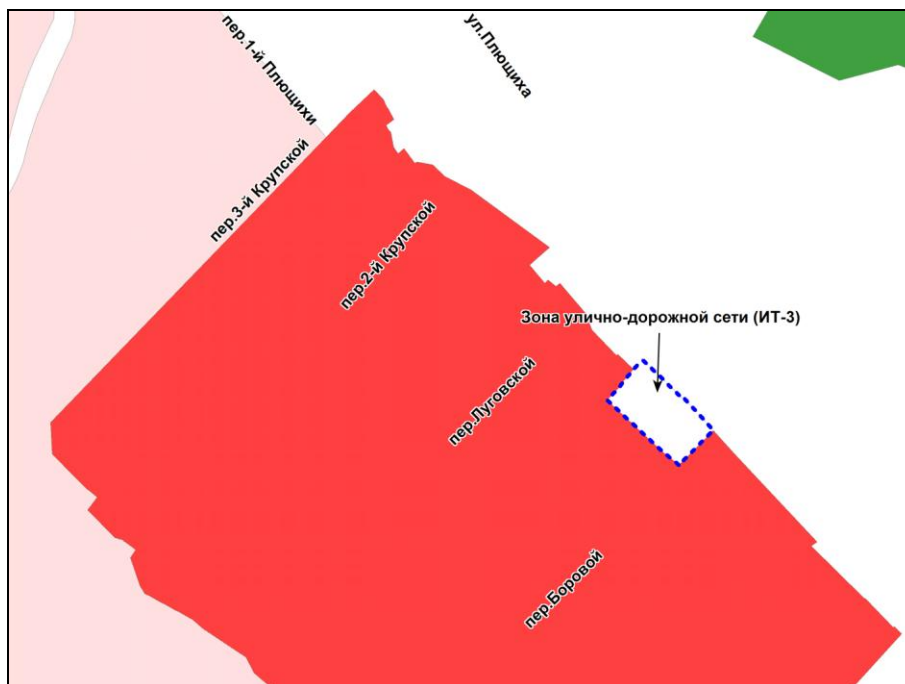 пер.1-й Плющихи
ул.Плющиха
пер.3-й Крупской
пер.2-й Крупской
Зона улично-дорожной сети (ИТ-3)
пер.Луговской
пер.Боровой